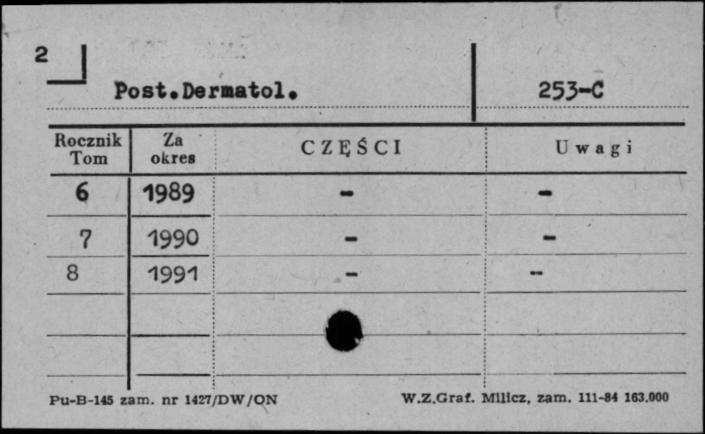 2
Post.Dermatol. 253-C
Rocznik Tom Za okres CZĘŚCI Uwagi
6 1989 - -
7 1990 - -
8 1991 - -
Pu-B-145 zam. nr 1427/DW/ON W.Z.Graf. Milicz, zam. 111-84 163.000